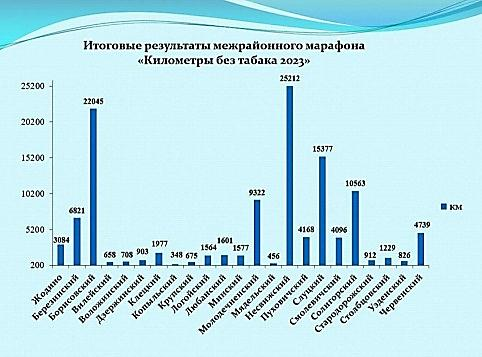 Итоговые результаты межрайонного марафона
«Километры без табака 2023»
25200
20200
15200
10200
5200
200
3084
6821
22045
658
708
903
1977
348
675
1564
1601
1577
9322
456
25212
4168
15377
4096
10563
912
1229
826
4739
КМ
Жодино
Березинский
Борисовский
Вилейский
Воложинский
Дзержинский
Клецкий
Копыльский
Крупский
Логойский
Любанский
Минский
Молодечненский
Мядельский
Несвижский
Пуховичский
Слуцкий
Смолевичский
Солигорский
Стародорожский
Столбцовский
Узденский
Червенский